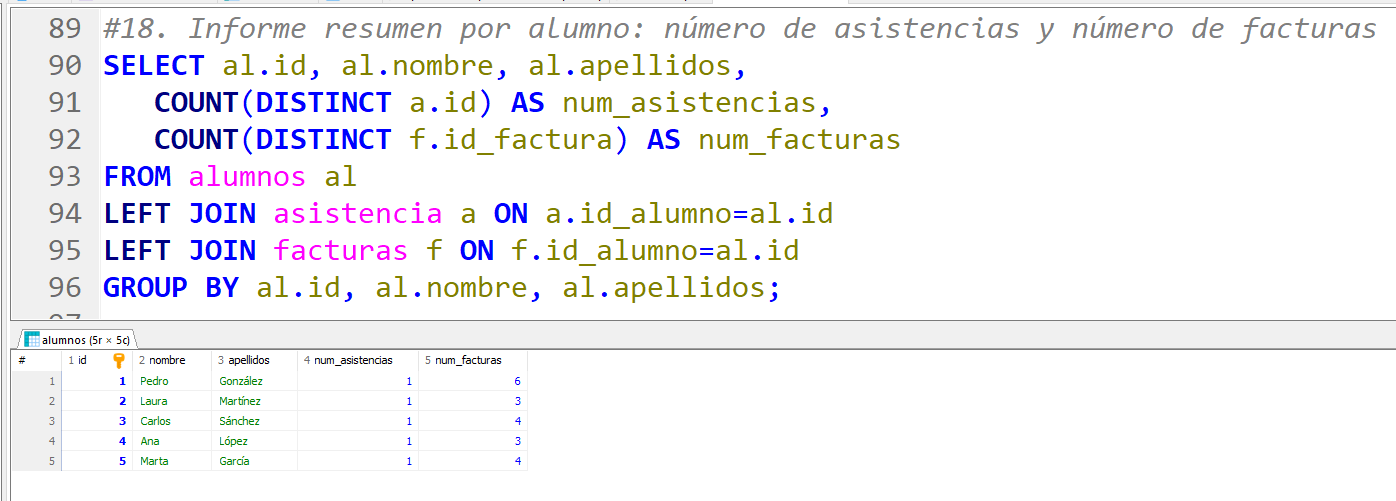 89 #18. Informe resumen por alumno: número de asistencias y número de facturas
90 SELECT al.id, al.nombre, al.apellidos,
91 COUNT(DISTINCT a.id) AS num_asistencias,
92 COUNT(DISTINCT f.id_factura) AS num_facturas
93 FROM alumnos al
94 LEFT JOIN asistencia a ON a.id_alumno=al.id
95 LEFT JOIN facturas f ON f.id_alumno=al.id
96 GROUP BY al.id, al.nombre, al.apellidos;
alumnos (5r × 5c)
# 1 id 2 nombre 3 apellidos 4 num_asistencias 5 num_facturas
1 1 Pedro González 1 6
2 2 Laura Martínez 1 3
3 3 Carlos Sánchez 1 4
4 4 Ana López 1 3
5 5 Marta García 1 4